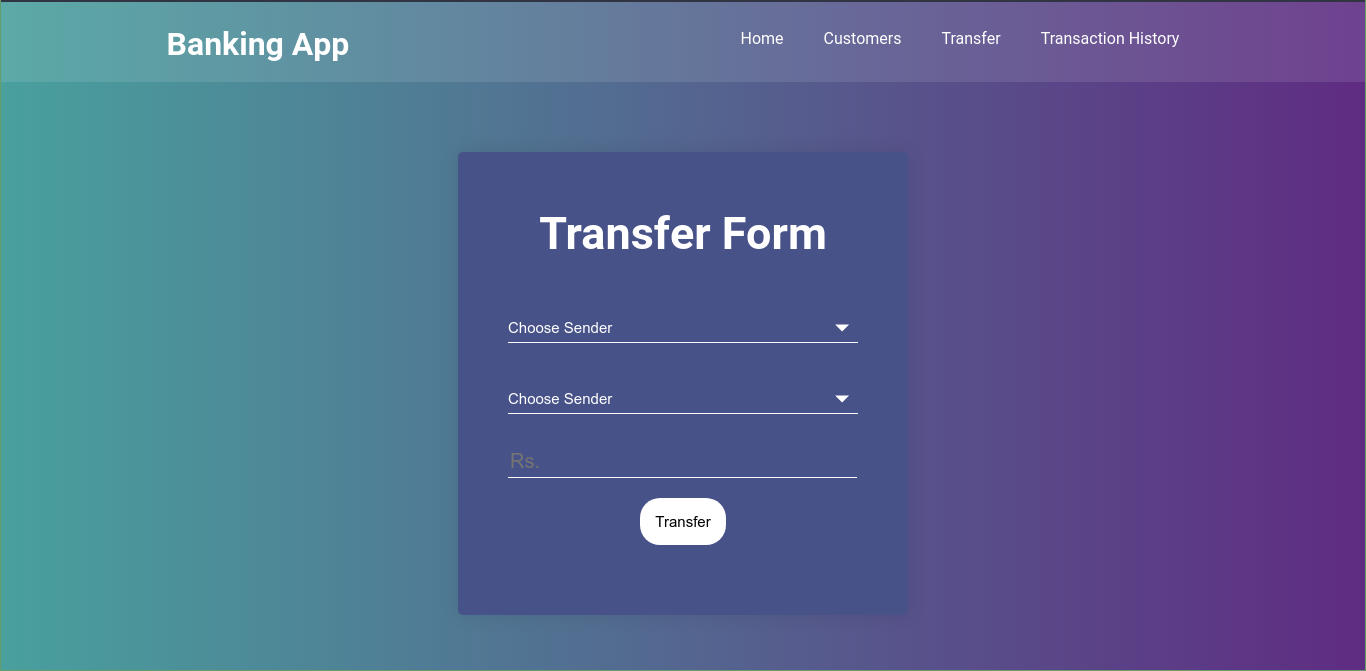 Banking App
Home Customers Transfer Transaction History
Transfer Form
Choose Sender
Choose Sender
Rs.
Transfer